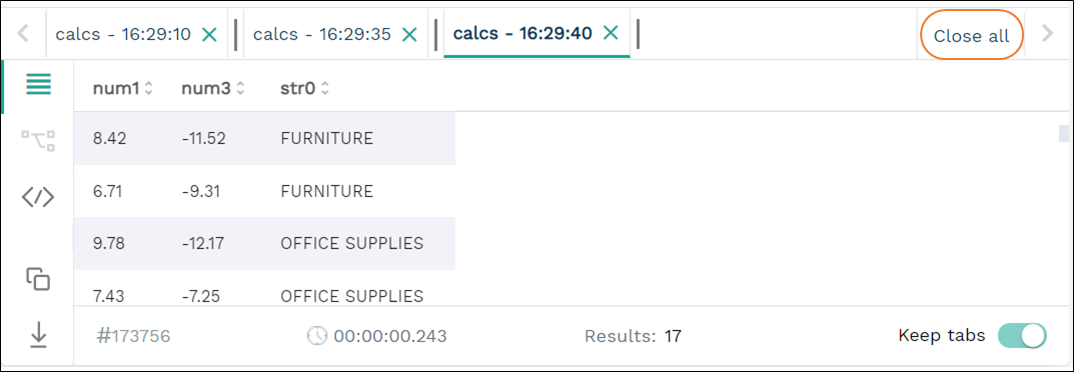 calcs - 16:29:10 calcs - 16:29:35 calcs - 16:29:40 Close all
num1 num3 str0
8.42 -11.52 FURNITURE
6.71 -9.31 FURNITURE
9.78 -12.17 OFFICE SUPPLIES
7.43 -7.25 OFFICE SUPPLIES
#173756 00:00:00.243 Results: 17 Keep tabs